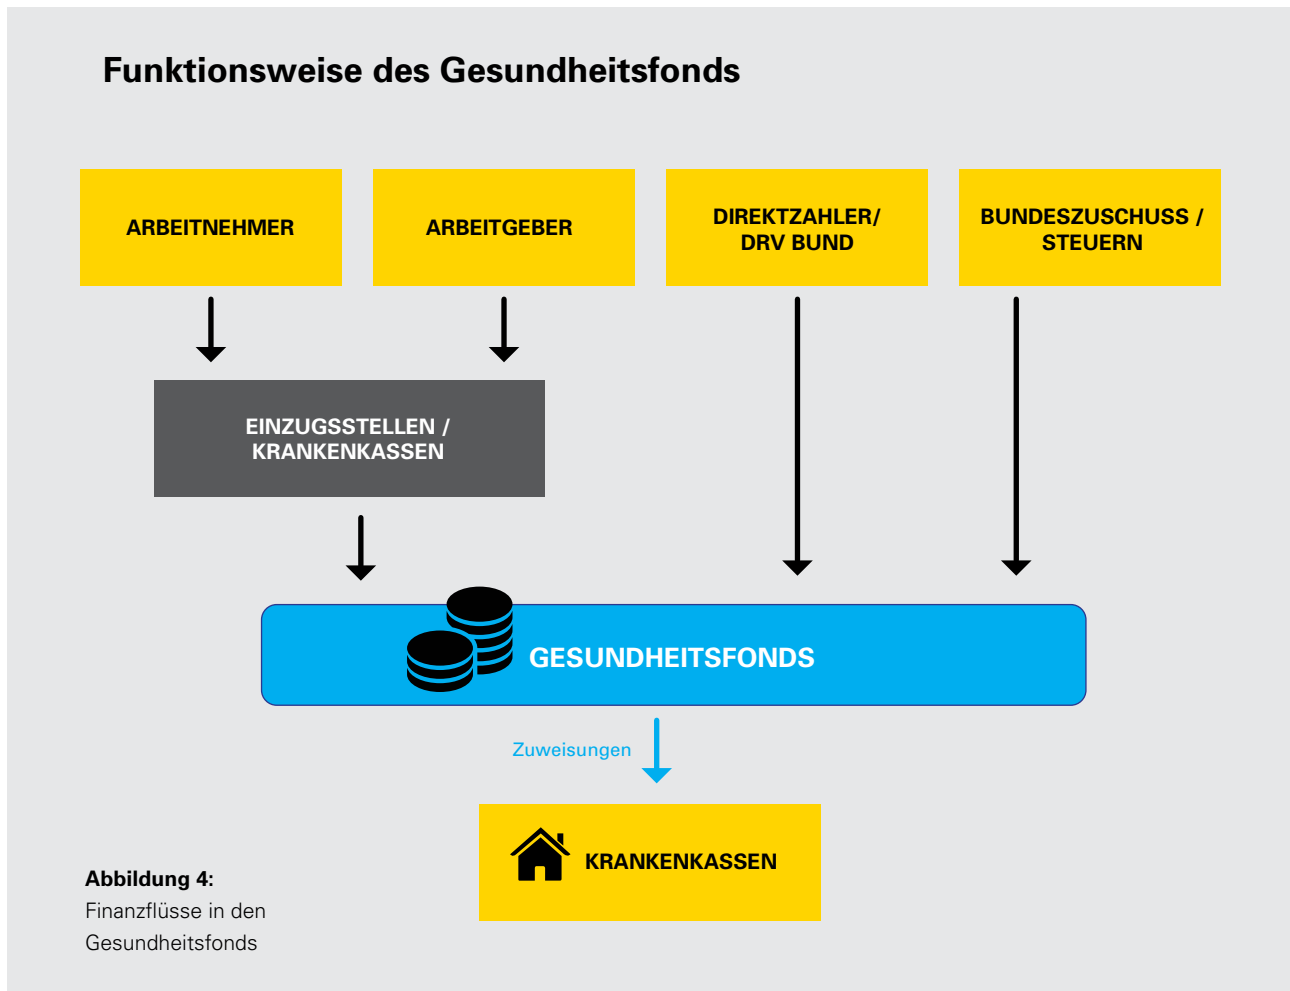 Funktionsweise des Gesundheitsfonds
ARBEITNEHMER
ARBEITGEBER
DIREKTZAHLER/
DRV BUND
BUNDESZUSCHUSS /
STEUERN
EINZUGSSTELLEN /
KRANKENKASSEN
GESUNDHEITSFONDS
Zuweisungen
KRANKENKASSEN
Abbildung 4:
Finanzflüsse in den
Gesundheitsfonds